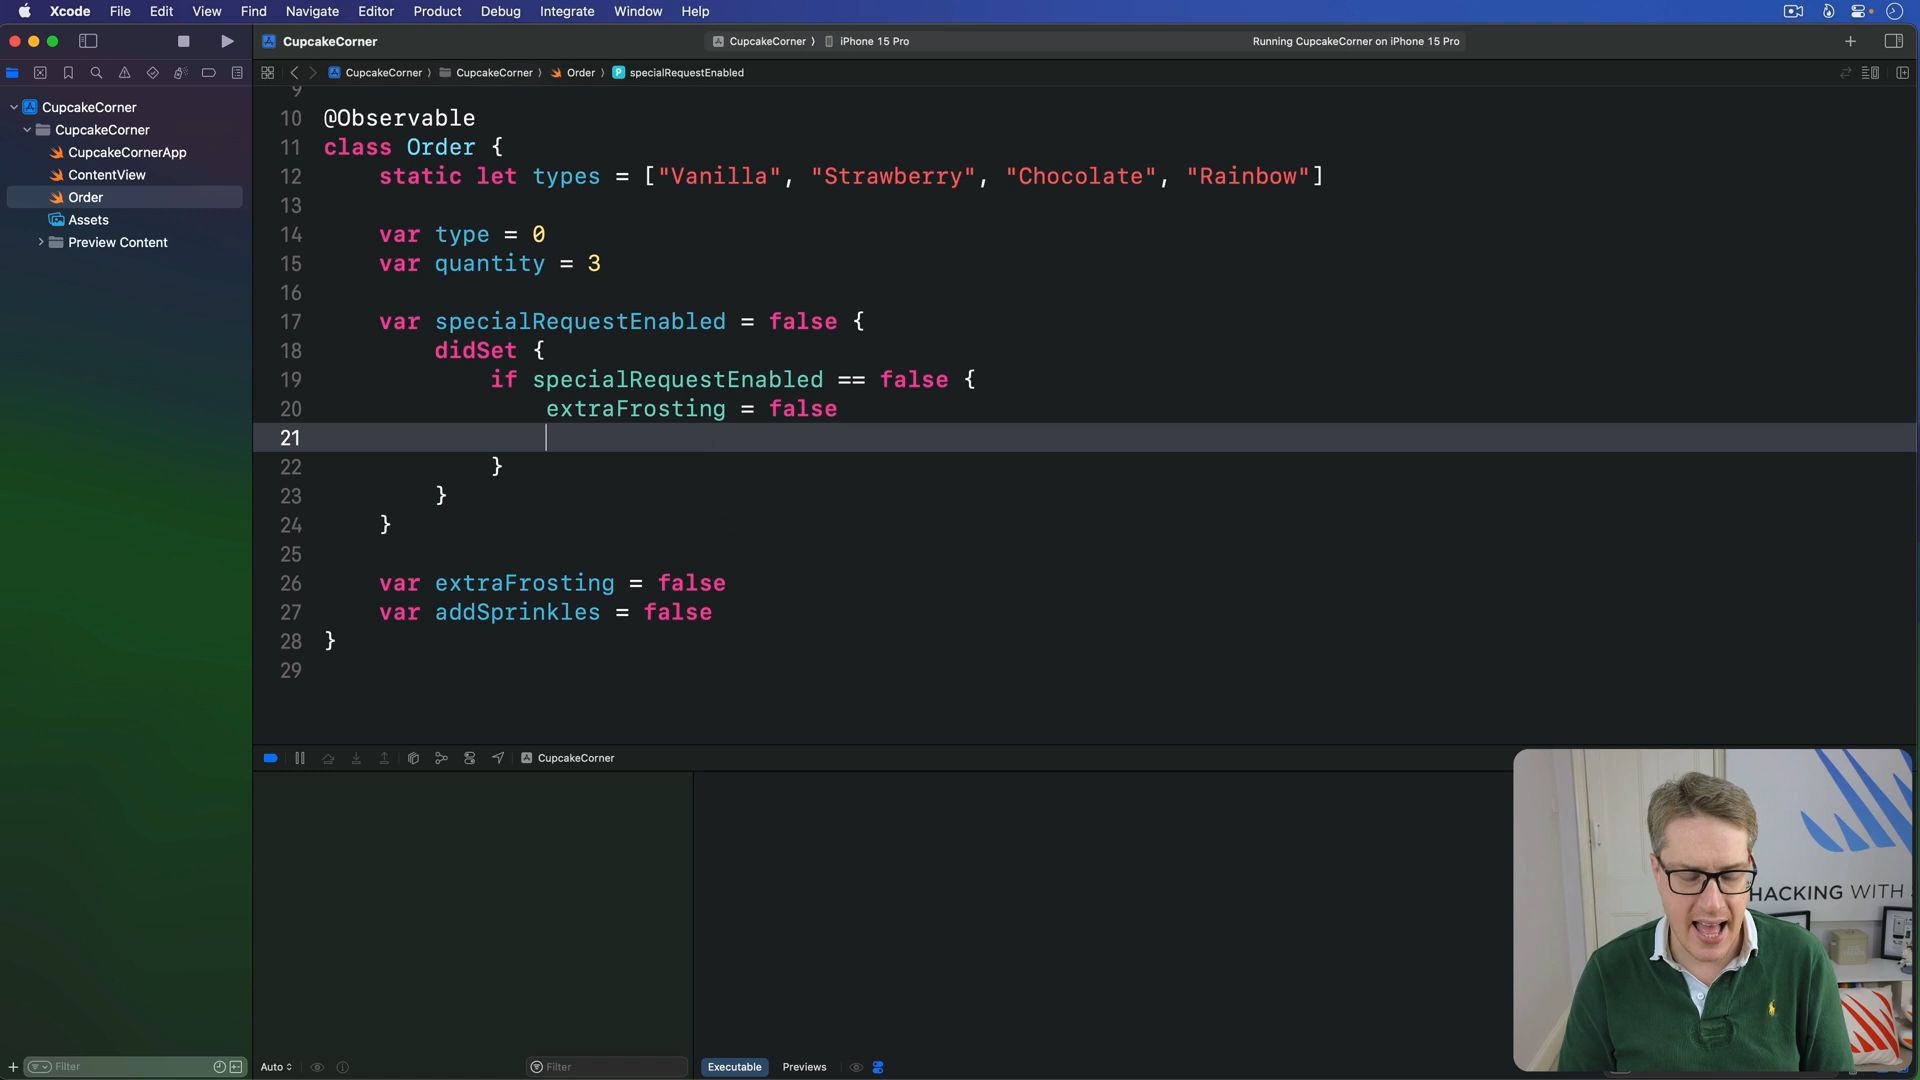 Xcode File Edit View Find Navigate Editor Product Debug Integrate Window Help
CupcakeCorner
CupcakeCorner 〉 iPhone 15 Pro
Running CupcakeCorner on iPhone 15 Pro
CupcakeCorner 〉 CupcakeCorner 〉 Order 〉 P specialRequestEnabled
CupcakeCorner
CupcakeCorner
CupcakeCornerApp
ContentView
Order
Assets
Preview Content
9
10 @Observable
11 class Order {
12 static let types = ["Vanilla", "Strawberry", "Chocolate", "Rainbow"]
13
14 var type = 0
15 var quantity = 3
16
17 var specialRequestEnabled = false {
18 didSet {
19 if specialRequestEnabled == false {
20 extraFrosting = false
21
22 }
23 }
24 }
25
26 var extraFrosting = false
27 var addSprinkles = false
28 }
29
CupcakeCorner
HACKING WITH
Filter
Auto
Filter
Executable Previews